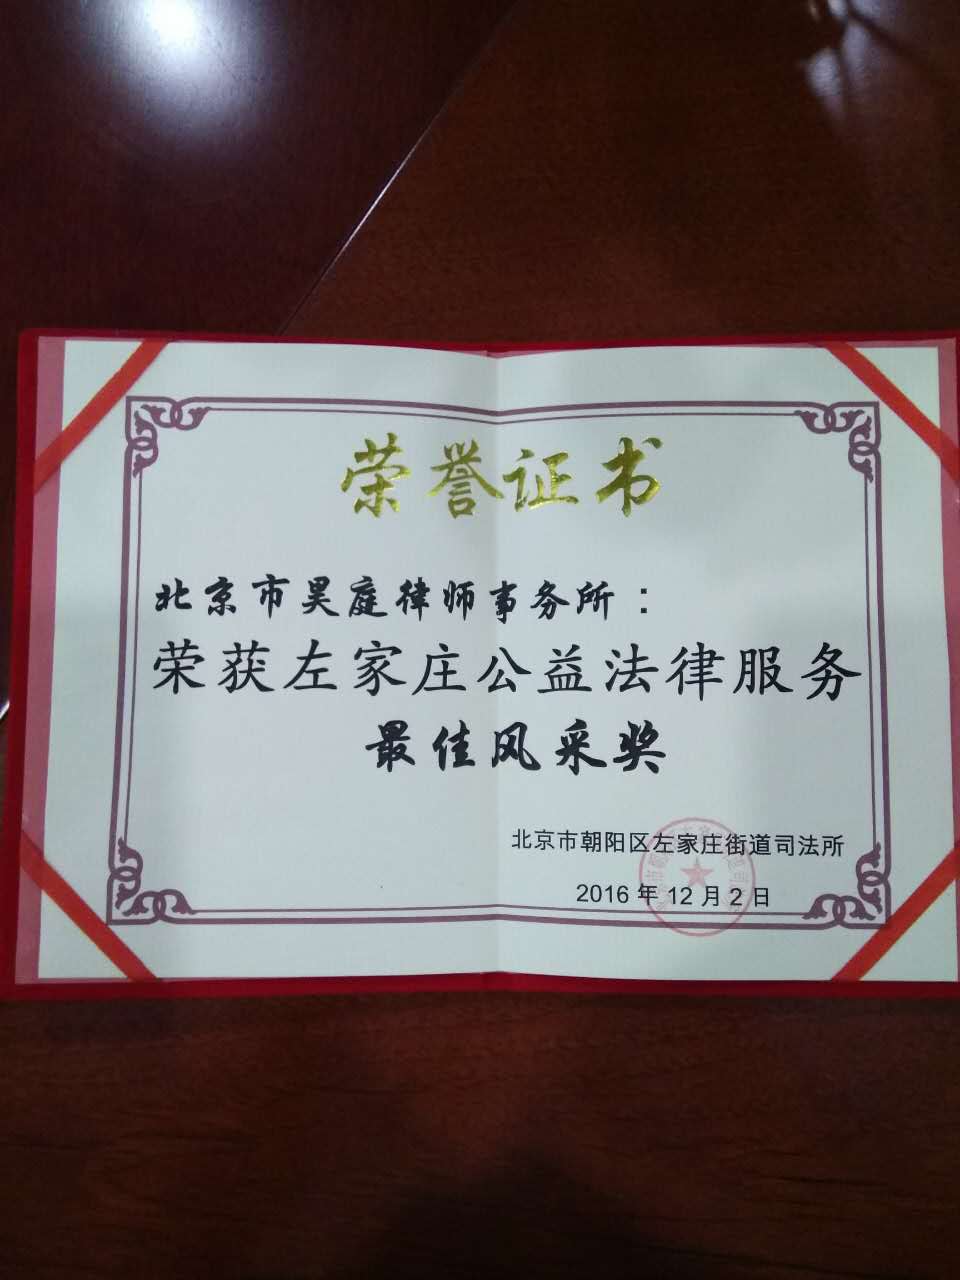 荣誉证书
北京市昊庭律师事务所：
荣获左家庄公益法律服务
最佳风采奖
北京市朝阳区左家庄街道司法所
2016年12月2日